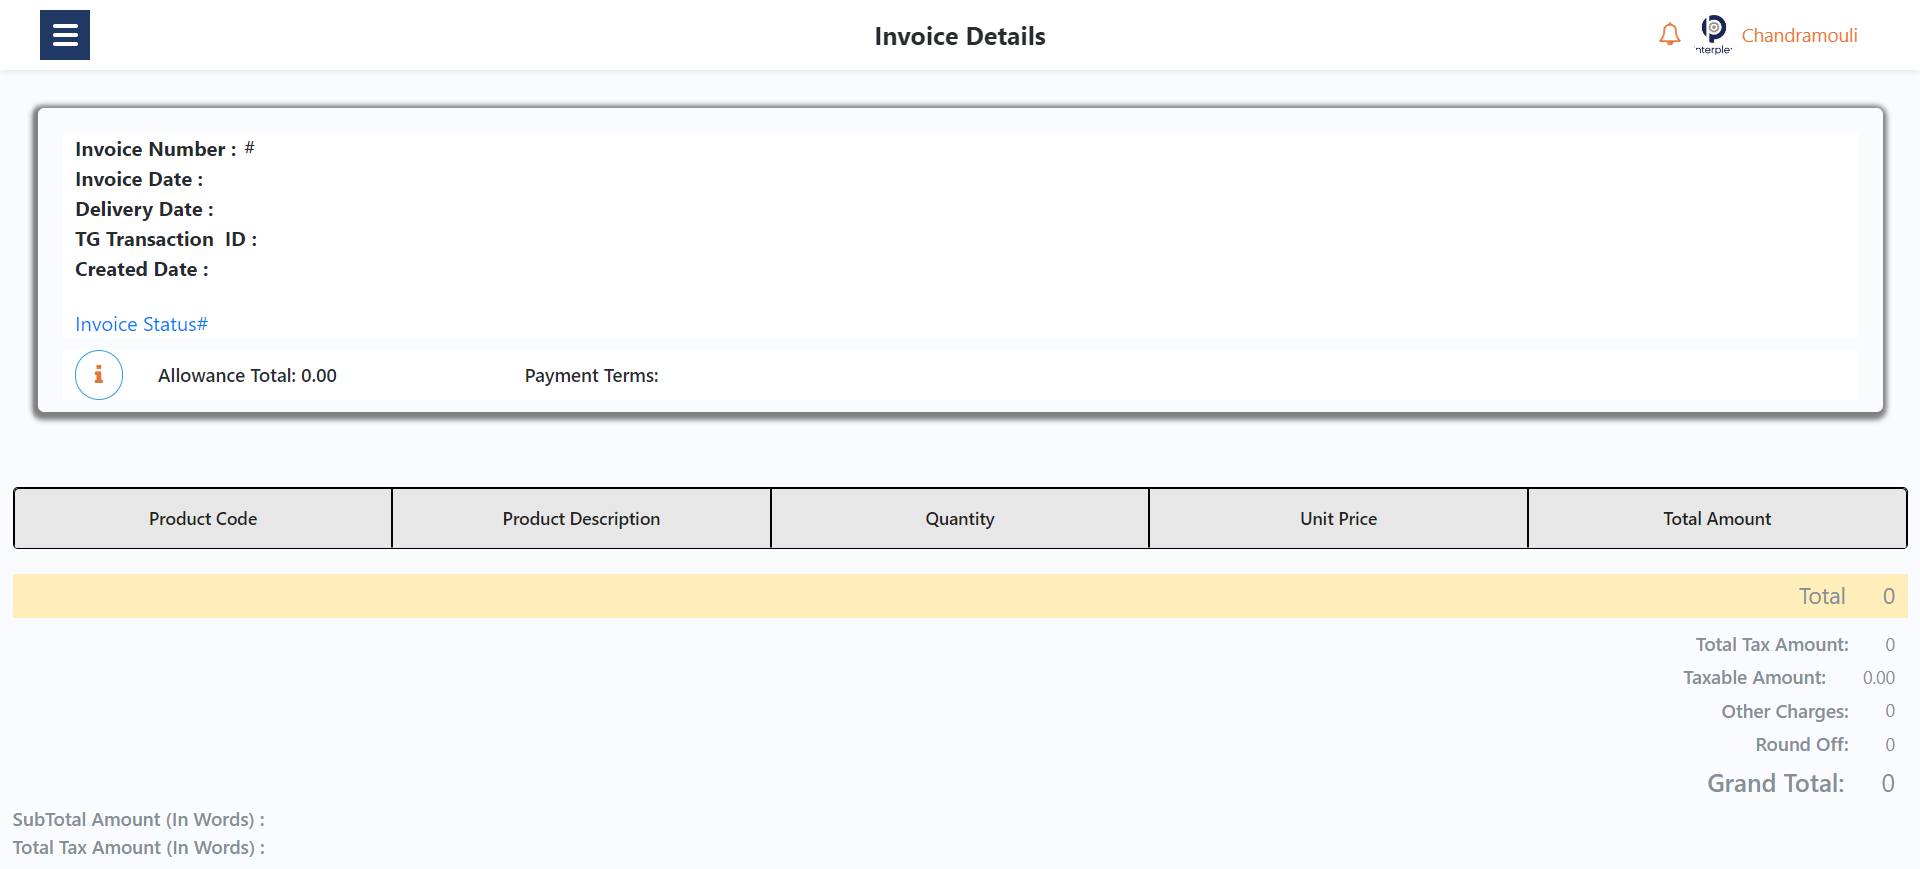 Invoice Details
nterple
Chandramouli
Invoice Number : #
Invoice Date :
Delivery Date :
TG Transaction ID :
Created Date :
Invoice Status#
Allowance Total: 0.00
Payment Terms:
Product Code
Product Description
Quantity
Unit Price
Total Amount
Total 0
Total Tax Amount: 0
Taxable Amount: 0.00
Other Charges: 0
Round Off: 0
Grand Total: 0
SubTotal Amount (In Words) :
Total Tax Amount (In Words) :